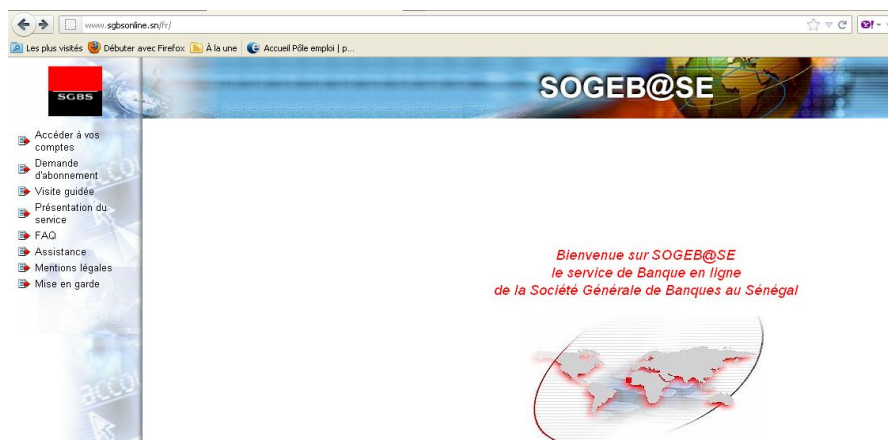 www.sgbsonline.sn/fr/
Les plus visités Débuter avec Firefox À la une Accueil Pôle emploi | p...
SGBS
SOGEB@SE
Accéder à vos
comptes
Demande
d'abonnement
Visite guidée
Présentation du
service
FAQ
Assistance
Mentions légales
Mise en garde
Bienvenue sur SOGEB@SE
le service de Banque en ligne
de la Société Générale de Banques au Sénégal